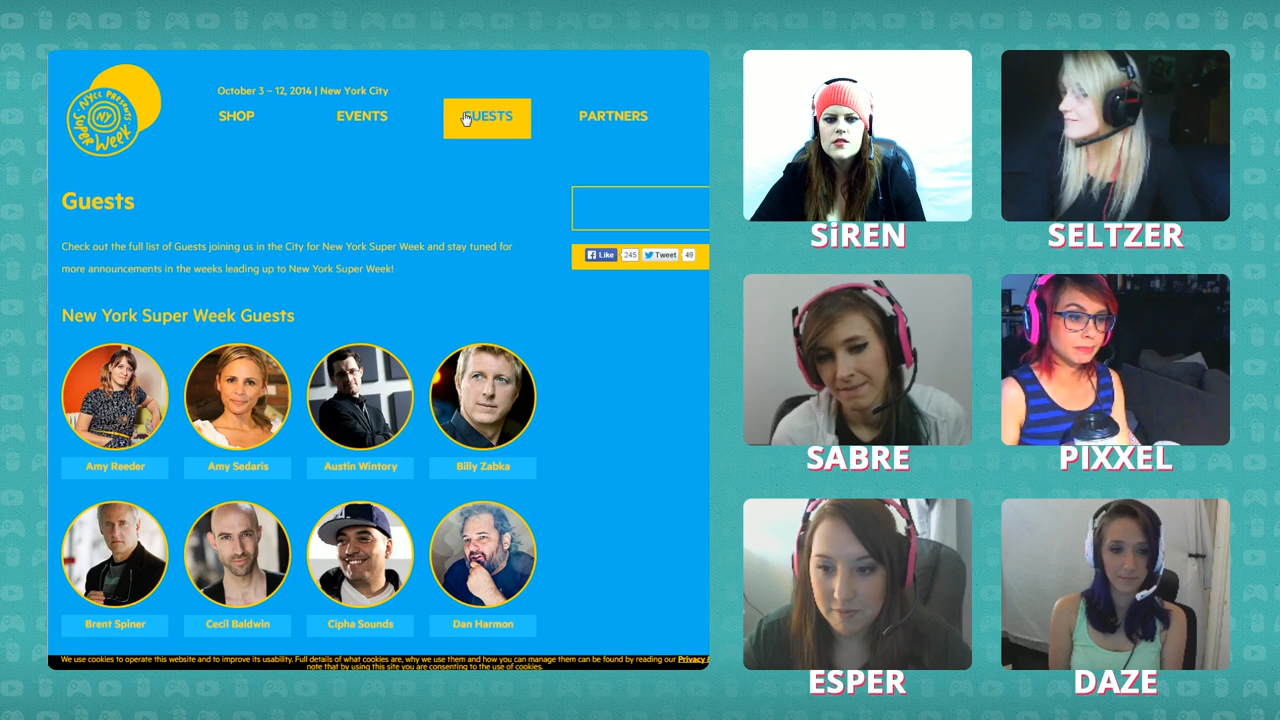 NYCC PRESENTS
NY
SUPER WEEK
October 3 – 12, 2014 | New York City
SHOP EVENTS GUESTS PARTNERS
Guests
Check out the full list of Guests joining us in the City for New York Super Week and stay tuned for
more announcements in the weeks leading up to New York Super Week!
Like 245 Tweet 49
New York Super Week Guests
Amy Reeder Amy Sedaris Austin Wintory Billy Zabka
Brent Spiner Cecil Baldwin Cipha Sounds Dan Harmon
We use cookies to operate this website and to improve its usability. Full details of what cookies are, why we use them and how you can manage them can be found by reading our Privacy
note that by using this site you are consenting to the use of cookies.
SiREN SELTZER
SABRE PIXXEL
ESPER DAZE